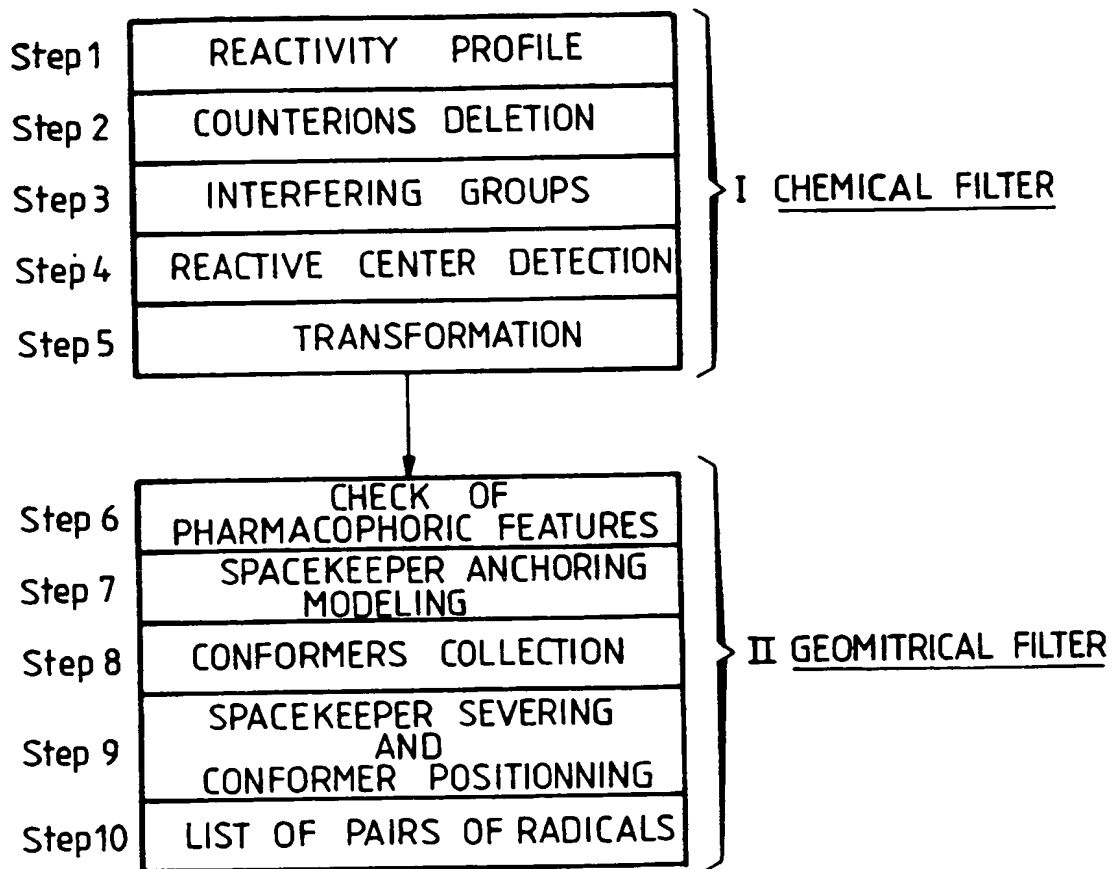 Step 1 REACTIVITY PROFILE
Step 2 COUNTERIONS DELETION
Step 3 INTERFERING GROUPS
Step 4 REACTIVE CENTER DETECTION
Step 5 TRANSFORMATION
I CHEMICAL FILTER
Step 6 CHECK OF
PHARMACOPHORIC FEATURES
Step 7 SPACEKEEPER ANCHORING
MODELING
Step 8 CONFORMERS COLLECTION
Step 9 SPACEKEEPER SEVERING
AND
CONFORMER POSITIONNING
Step 10 LIST OF PAIRS OF RADICALS
II GEOMITRICAL FILTER